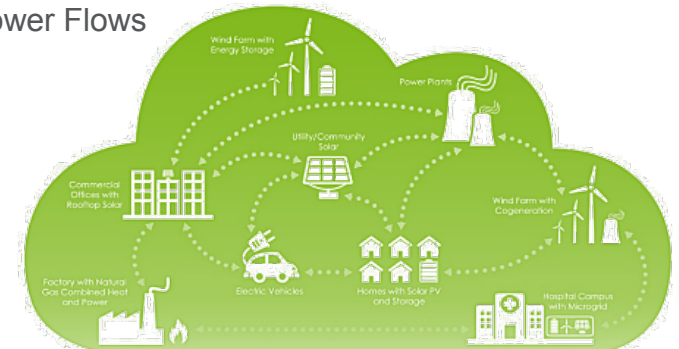 ower Flows
Wind Farm with
Energy Storage
Power Plants
Utility/Community
Solar
Commercial
Offices with
Rooftop Solar
Wind Farm with
Cogeneration
Electric Vehicles
Homes with Solar PV
and Storage
Factory with Natural
Gas Combined Heat
and Power
Hospital Campus
with Microgrid